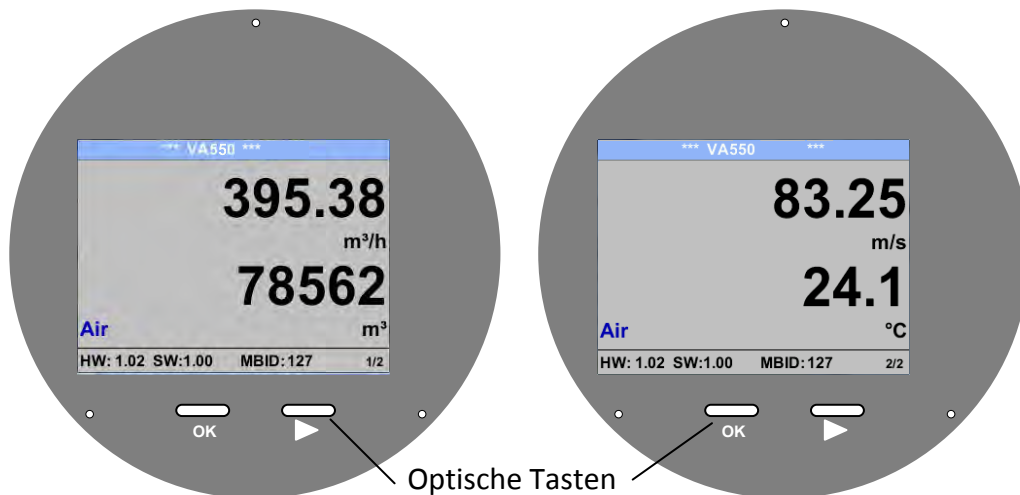 *** VA550 ***
395.38
m³/h
78562
Air m³
HW: 1.02 SW:1.00 MBID:127 1/2
OK
*** VA550 ***
83.25
m/s
24.1
Air °C
HW: 1.02 SW:1.00 MBID:127 2/2
OK
Optische Tasten